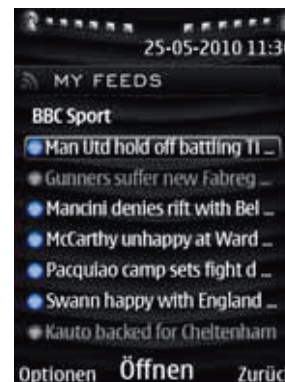 25-05-2010 11:3
MY FEEDS
BBC Sport
Man Utd hold off battling Ti ...
Gunners suffer new Fabreg ...
Mancini denies rift with Bel ...
McCarthy unhappy at Ward ...
Pacquiao camp sets fight d ...
Swann happy with England ...
Kauto backed for Cheltenham
Optionen Öffnen Zurüc